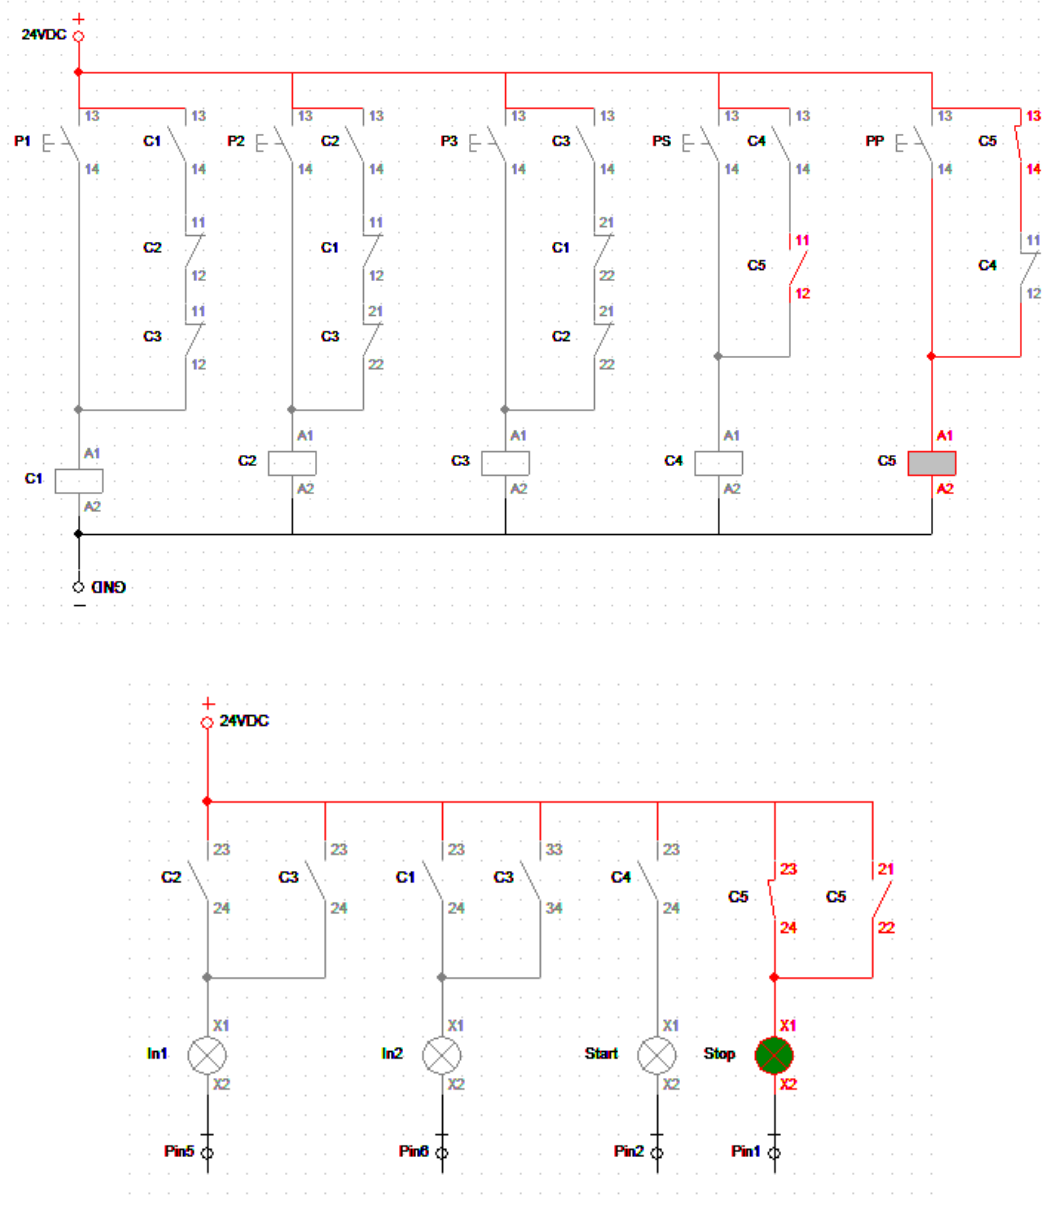 +
24VDC
13 13 13 13 13 13 13 13 13 13
P1 C1 P2 C2 P3 C3 PS C4 PP C5
14 14 14 14 14 14 14 14 14 14
11 11 21
C2 C1 C1
12 12 22
11 11
C5 C4
12 12
11 21 21
C3 C3 C2
12 22 22
A1 A1 A1 A1 A1
C1 C2 C3 C4 C5
A2 A2 A2 A2 A2
GND
−
+
24VDC
23 23 23 33 23 23 21
C2 C3 C1 C3 C4 C5 C5
24 24 24 34 24 24 22
X1 X1 X1 X1
In1 In2 Start Stop
X2 X2 X2 X2
Pin5 Pin6 Pin2 Pin1